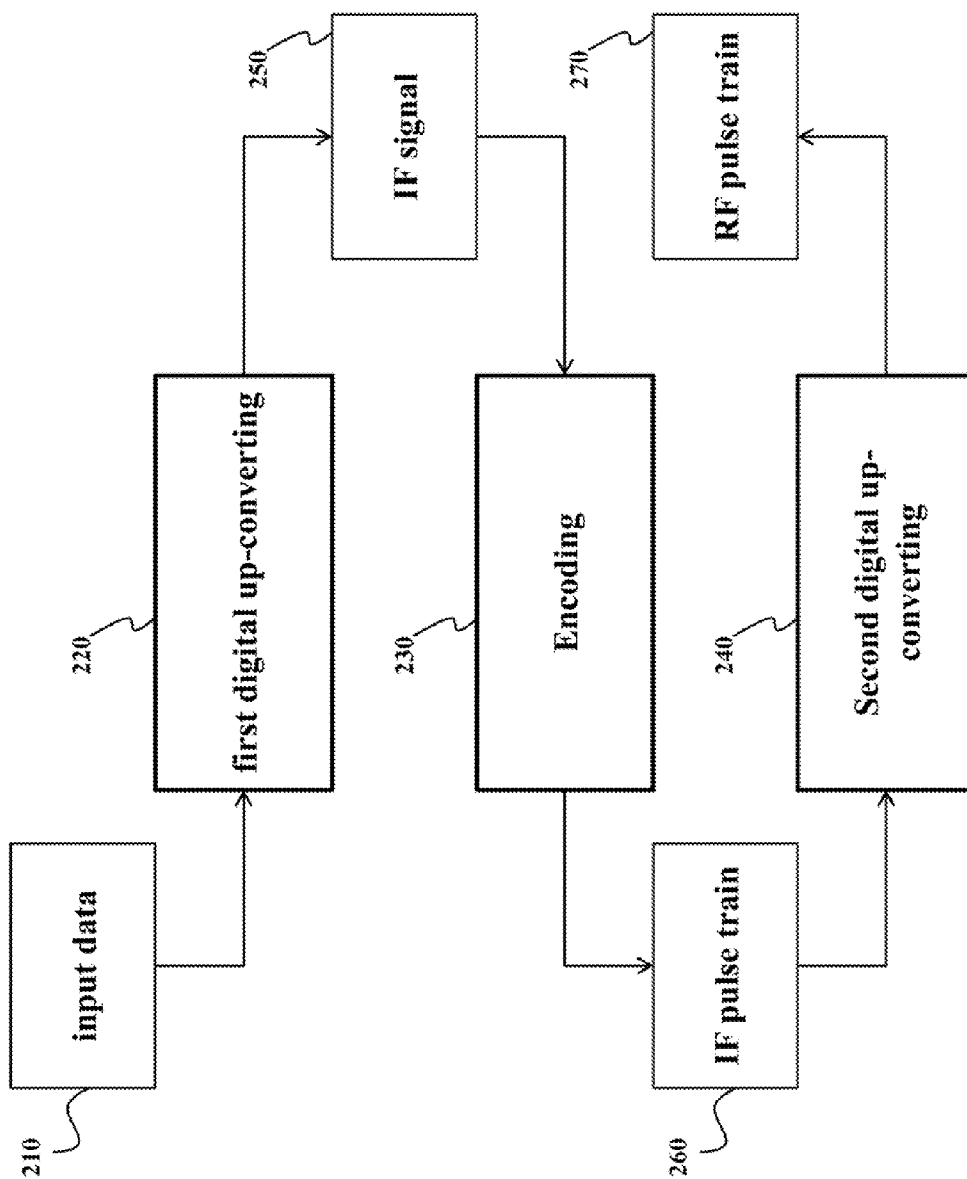 210
input data
220
first digital up-converting
250
IF signal
230
Encoding
260
IF pulse train
240
Second digital up-
converting
270
RF pulse train